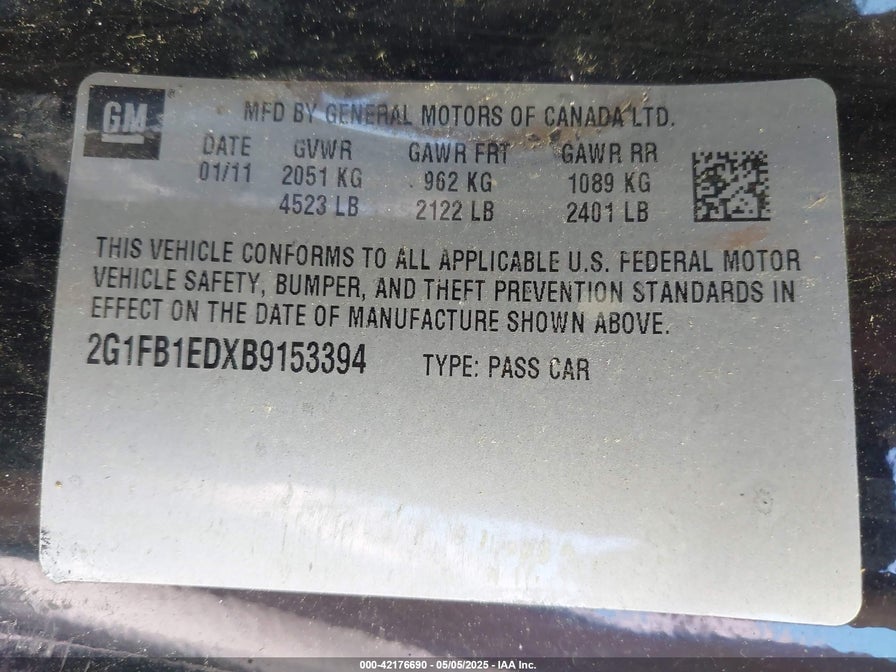 GM®
MFD BY GENERAL MOTORS OF CANADA LTD.
DATE GVWR GAWR FRT GAWR RR
01/11 2051 KG 962 KG 1089 KG
4523 LB 2122 LB 2401 LB
THIS VEHICLE CONFORMS TO ALL APPLICABLE U.S. FEDERAL MOTOR
VEHICLE SAFETY, BUMPER, AND THEFT PREVENTION STANDARDS IN
EFFECT ON THE DATE OF MANUFACTURE SHOWN ABOVE.
2G1FB1EDXB9153394 TYPE: PASS CAR
000-42176690 - 05/05/2025 - IAA Inc.